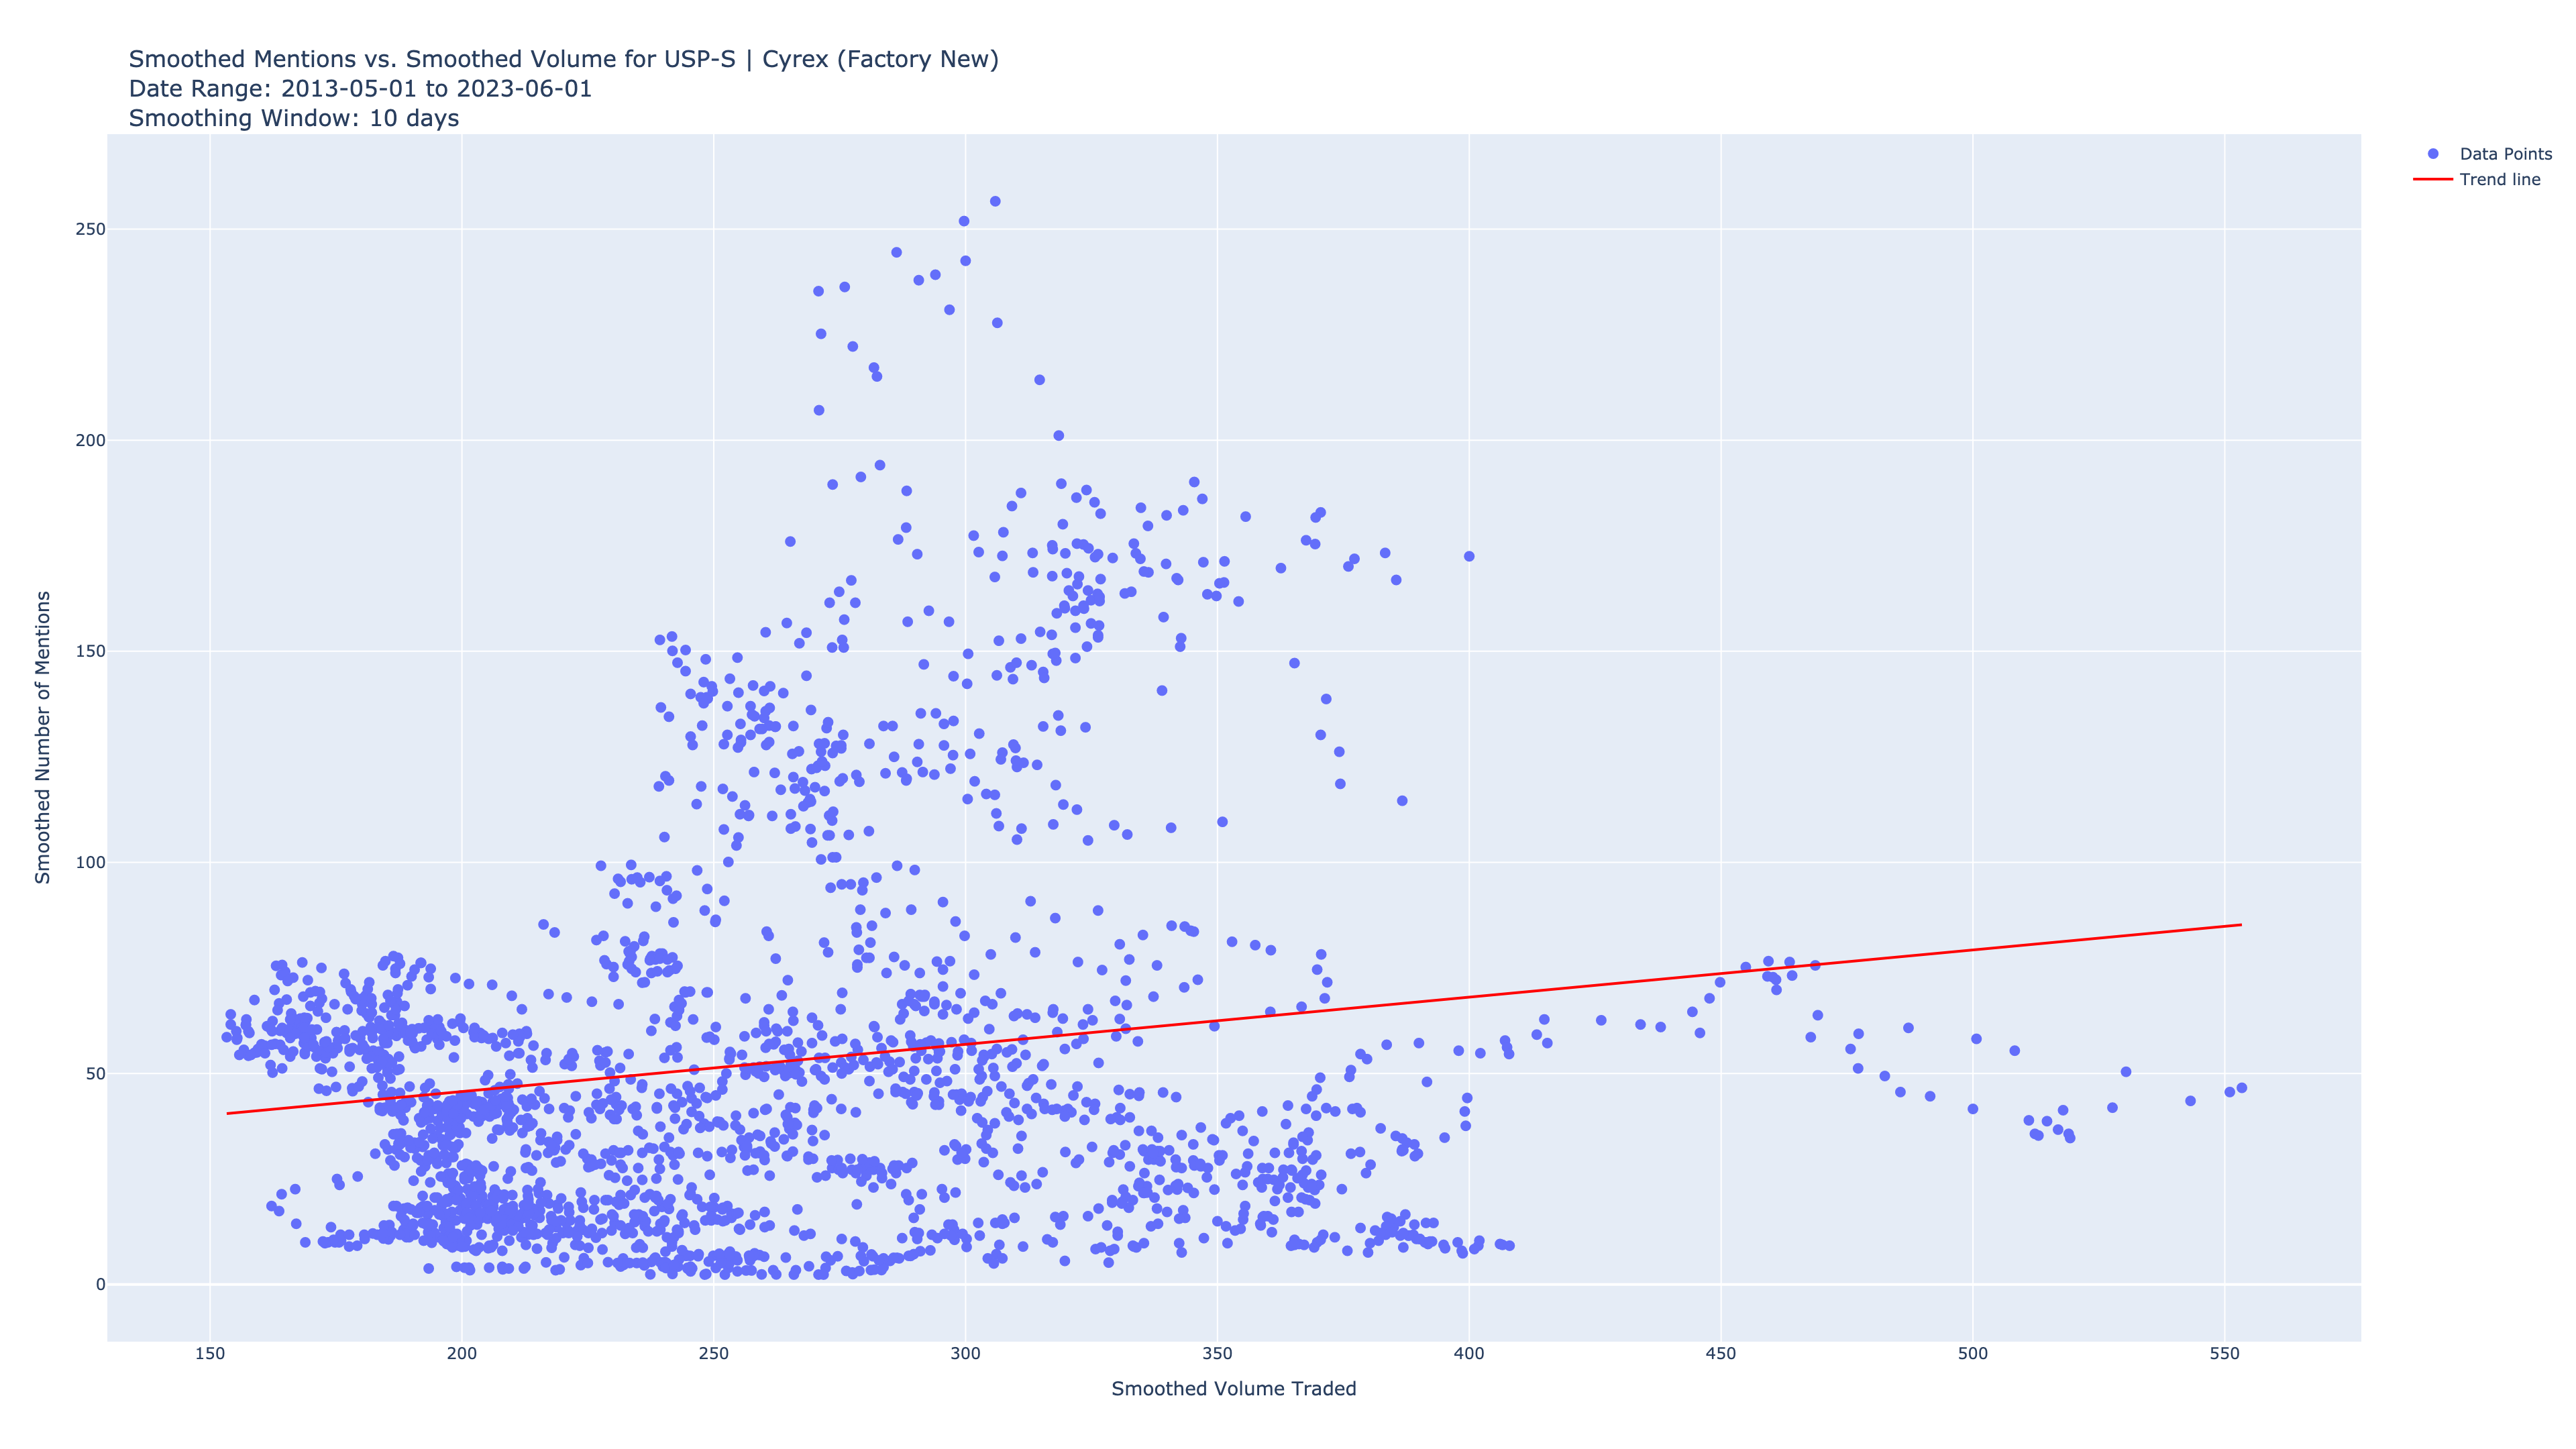 Smoothed Mentions vs. Smoothed Volume for USP-S | Cyrex (Factory New)
Date Range: 2013-05-01 to 2023-06-01
Smoothing Window: 10 days
Data Points
Trend line
250
200
150
100
50
0
Smoothed Number of Mentions
150
200
250
300
350
400
450
500
550
Smoothed Volume Traded